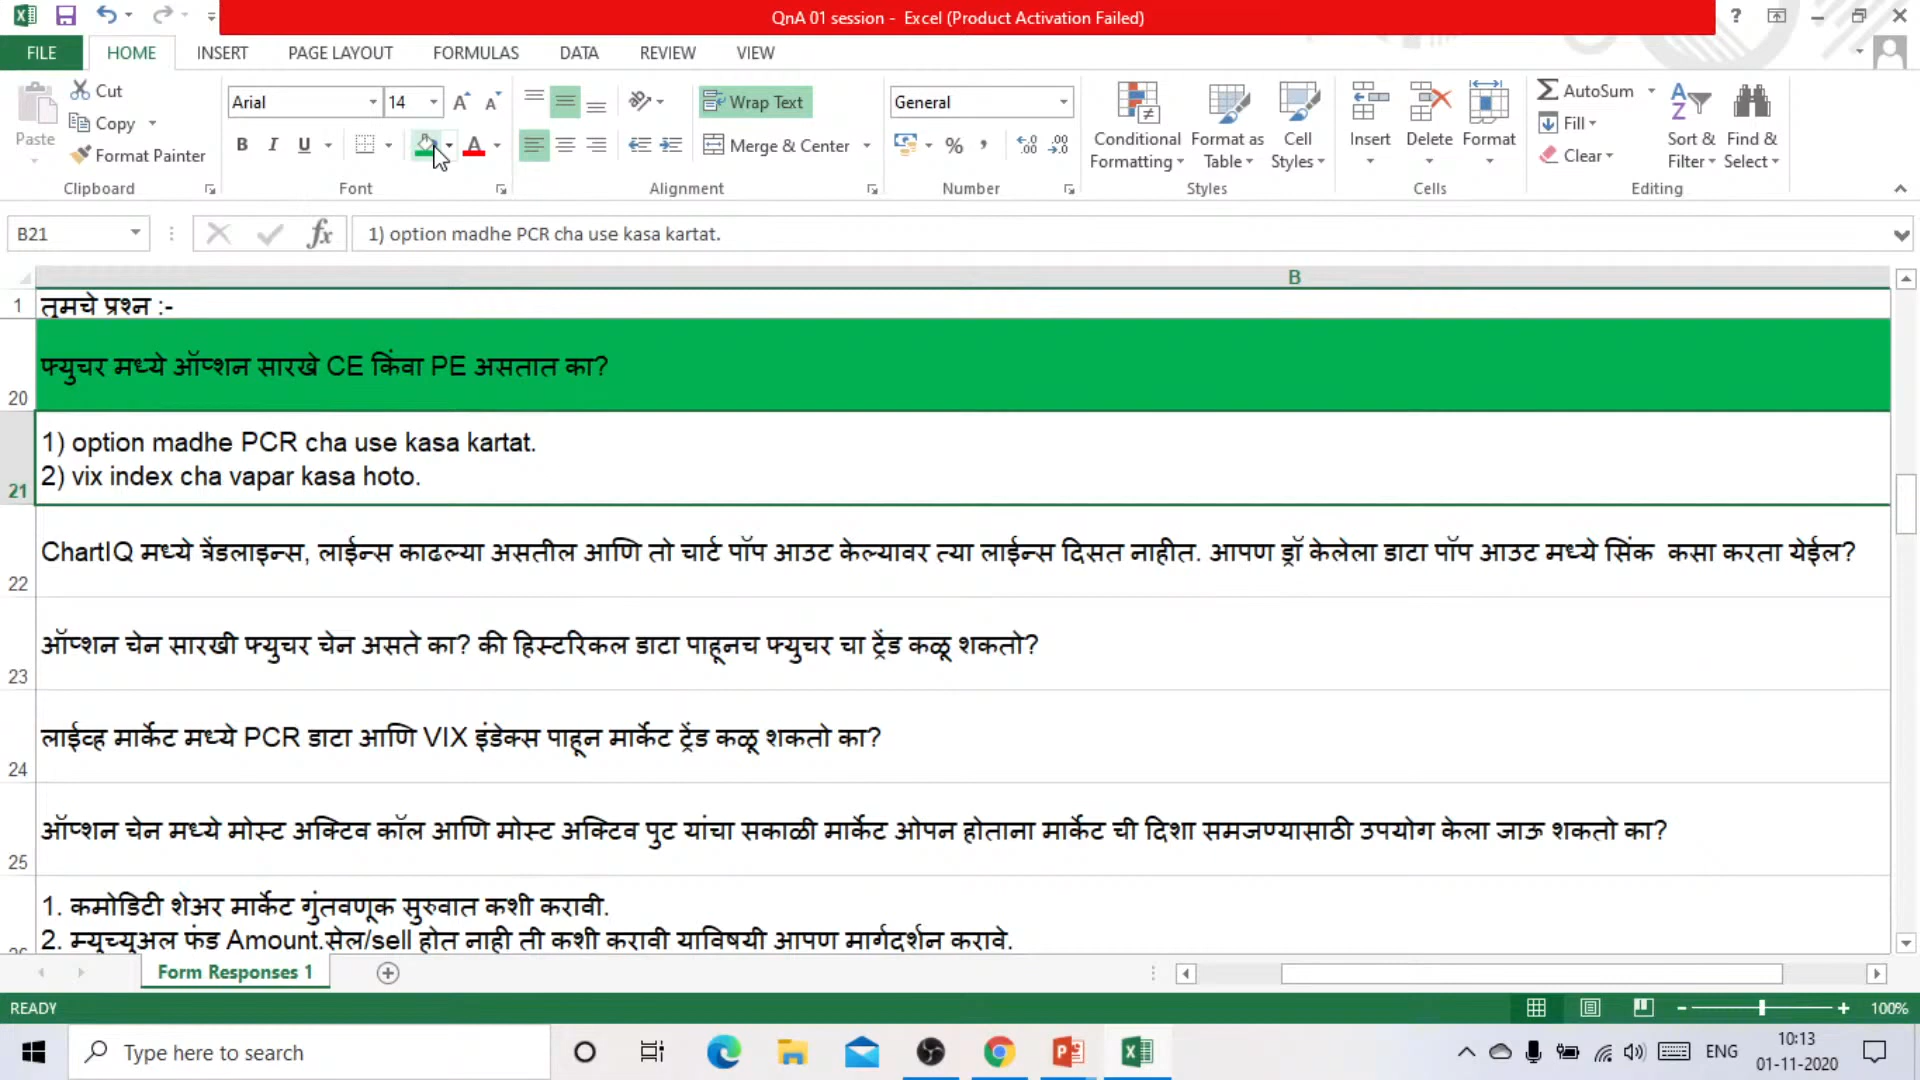 QnA 01 session - Excel (Product Activation Failed)
FILE HOME INSERT PAGE LAYOUT FORMULAS DATA REVIEW VIEW
Paste
Cut
Copy
Format Painter
Clipboard
Arial 14
B I U
Font
Wrap Text
Merge & Center
Alignment
General
%
Number
Conditional Formatting
Format as Table
Cell Styles
Styles
Insert Delete Format
Cells
AutoSum
Fill
Clear
Sort & Filter
Find & Select
Editing
B21 fx 1) option madhe PCR cha use kasa kartat.
B
1 तुमचे प्रश्न :-
20 फ्युचर मध्ये ऑप्शन सारखे CE किंवा PE असतात का?
1) option madhe PCR cha use kasa kartat.
2) vix index cha vapar kasa hoto.
21
22 ChartIQ मध्ये त्रेंडलाइन्स, लाईन्स काढल्या असतील आणि तो चार्ट पॉप आउट केल्यावर त्या लाईन्स दिसत नाहीत. आपण ड्रॉ केलेला डाटा पॉप आउट मध्ये सिंक कसा करता येईल?
23 ऑप्शन चेन सारखी फ्युचर चेन असते का? की हिस्टरिकल डाटा पाहूनच फ्युचर चा ट्रेंड कळू शकतो?
24 लाईव्ह मार्केट मध्ये PCR डाटा आणि VIX इंडेक्स पाहून मार्केट ट्रेंड कळू शकतो का?
25 ऑप्शन चेन मध्ये मोस्ट अक्टिव कॉल आणि मोस्ट अक्टिव पुट यांचा सकाळी मार्केट ओपन होताना मार्केट ची दिशा समजण्यासाठी उपयोग केला जाऊ शकतो का?
1. कमोडिटी शेअर मार्केट गुंतवणूक सुरुवात कशी करावी.
2. म्युच्युअल फंड Amount.सेल/sell होत नाही ती कशी करावी याविषयी आपण मार्गदर्शन करावे.
Form Responses 1
READY 100%
Type here to search
ENG
10:13
01-11-2020